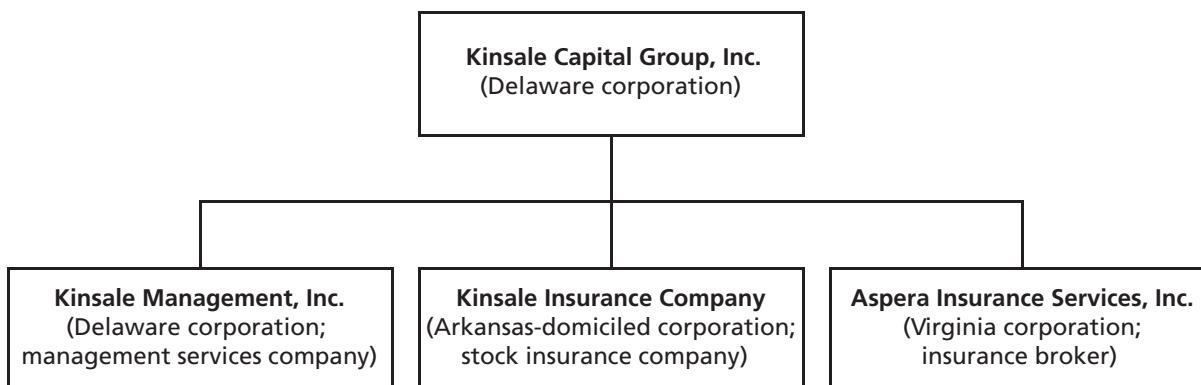 Kinsale Capital Group, Inc.
(Delaware corporation)
Kinsale Management, Inc.
(Delaware corporation;
management services company)
Kinsale Insurance Company
(Arkansas-domiciled corporation;
stock insurance company)
Aspera Insurance Services, Inc.
(Virginia corporation;
insurance broker)